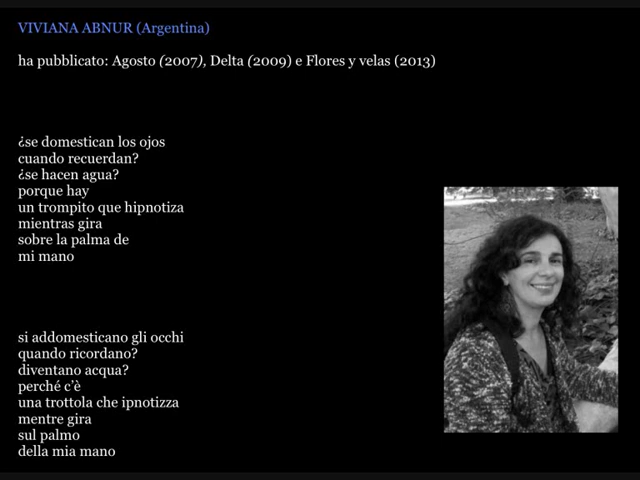 VIVIANA ABNUR (Argentina)
ha pubblicato: Agosto (2007), Delta (2009) e Flores y velas (2013)
¿se domestican los ojos
cuando recuerdan?
¿se hacen agua?
porque hay
un trompito que hipnotiza
mientras gira
sobre la palma de
mi mano
si addomesticano gli occhi
quando ricordano?
diventano acqua?
perché c’è
una trottola che ipnotizza
mentre gira
sul palmo
della mia mano